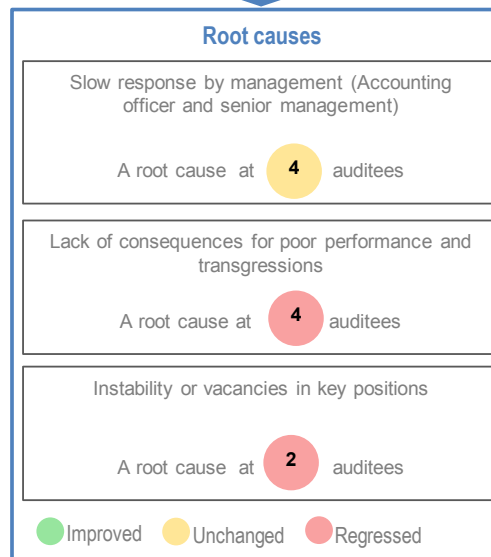 Root causes
Slow response by management (Accounting
officer and senior management)
A root cause at 4 auditees
Lack of consequences for poor performance and
transgressions
A root cause at 4 auditees
Instability or vacancies in key positions
A root cause at 2 auditees
Improved Unchanged Regressed